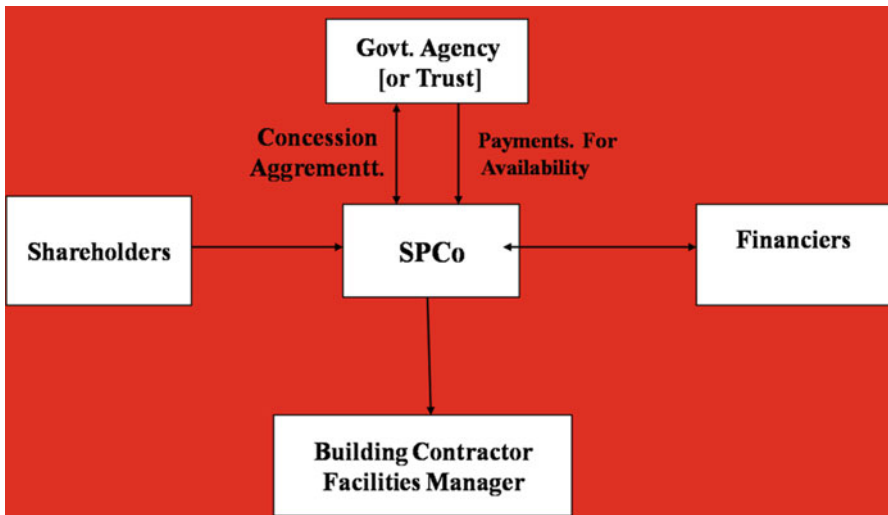 Govt. Agency
[or Trust]
Concession
Aggrementt.
Payments. For
Availability
Shareholders
SPCo
Financiers
Building Contractor
Facilities Manager